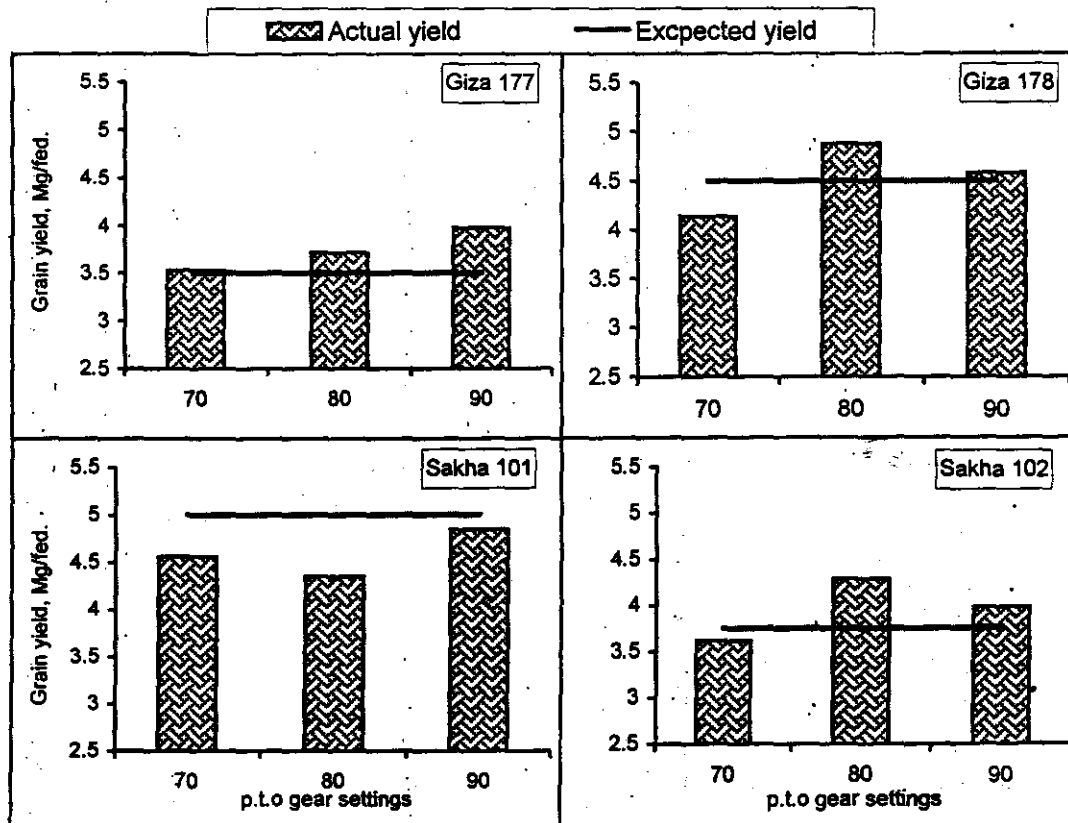 Actual yield Excpected yield
Giza 177
Grain yield, Mg/fed.
5.5
5
4.5
4
3.5
3
2.5
70 80 90
Giza 178
5.5
5
4.5
4
3.5
3
2.5
70 80 90
Sakha 101
Grain yield, Mg/fed.
5.5
5
4.5
4
3.5
3
2.5
70 80 90
p.t.o gear settings
Sakha 102
5.5
5
4.5
4
3.5
3
2.5
70 80 90
p.t.o gear settings